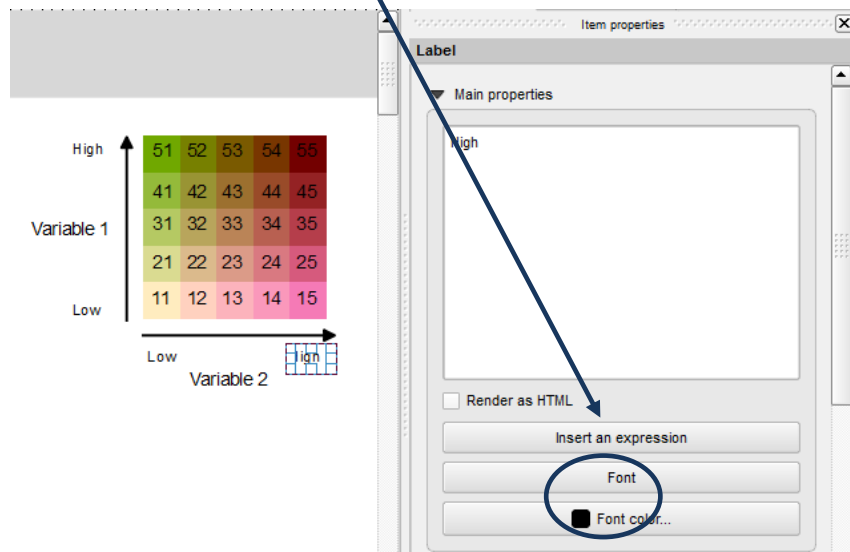 Item properties
Label
Main properties
High
High
51 52 53 54 55
41 42 43 44 45
Variable 1
31 32 33 34 35
21 22 23 24 25
11 12 13 14 15
Low
Low
High
Variable 2
Render as HTML
Insert an expression
Font
Font color...